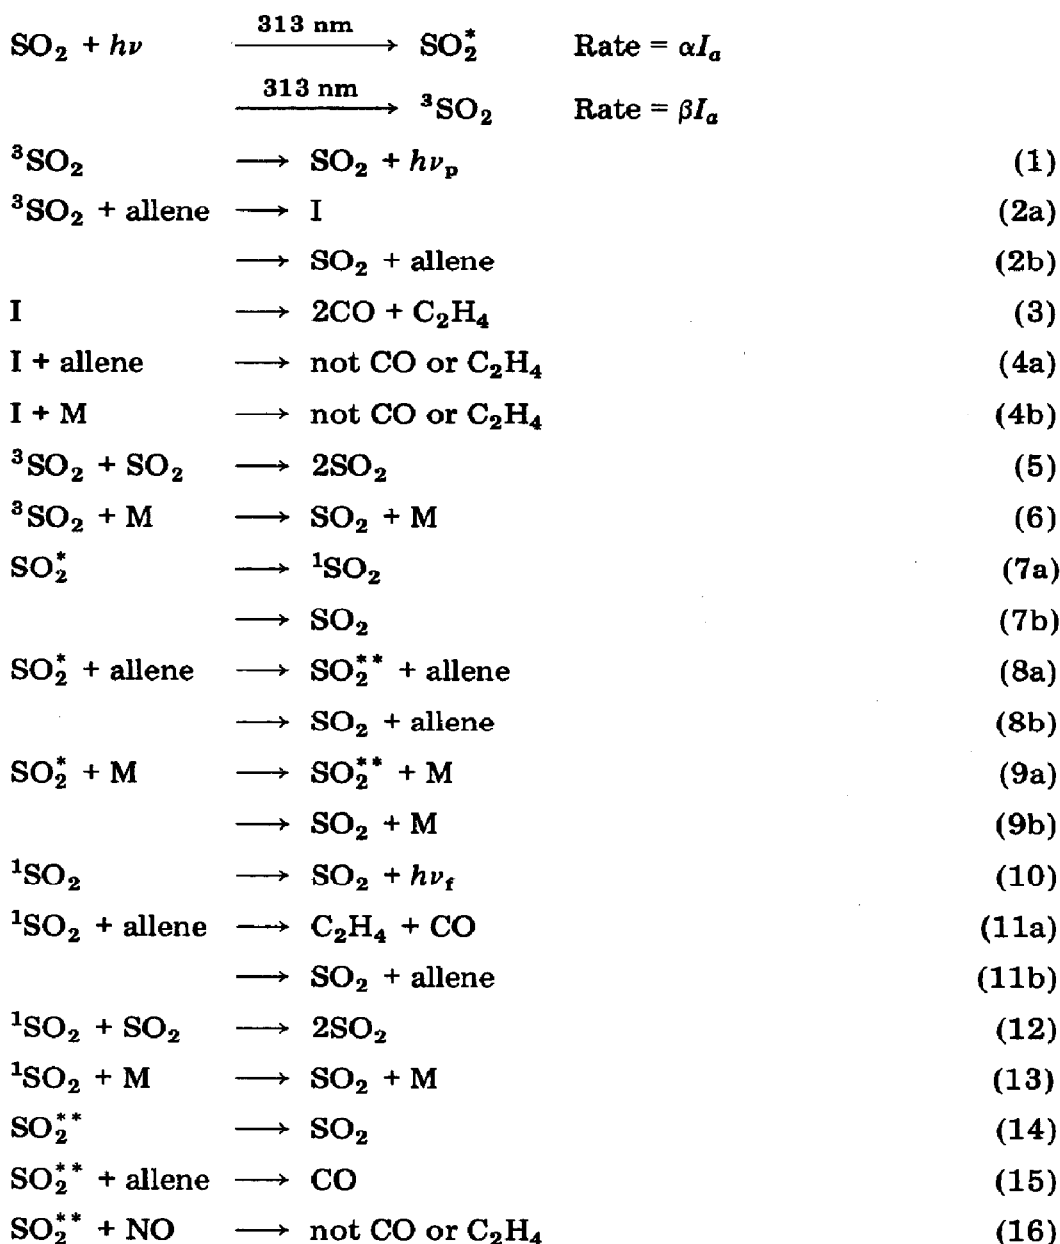 SO₂ + hν —313 nm→ SO₂* Rate = αIₐ
—313 nm→ ³SO₂ Rate = βIₐ
³SO₂ → SO₂ + hνₚ (1)
³SO₂ + allene → I (2a)
→ SO₂ + allene (2b)
I → 2CO + C₂H₄ (3)
I + allene → not CO or C₂H₄ (4a)
I + M → not CO or C₂H₄ (4b)
³SO₂ + SO₂ → 2SO₂ (5)
³SO₂ + M → SO₂ + M (6)
SO₂* → ¹SO₂ (7a)
→ SO₂ (7b)
SO₂* + allene → SO₂** + allene (8a)
→ SO₂ + allene (8b)
SO₂* + M → SO₂** + M (9a)
→ SO₂ + M (9b)
¹SO₂ → SO₂ + hν_f (10)
¹SO₂ + allene → C₂H₄ + CO (11a)
→ SO₂ + allene (11b)
¹SO₂ + SO₂ → 2SO₂ (12)
¹SO₂ + M → SO₂ + M (13)
SO₂** → SO₂ (14)
SO₂** + allene → CO (15)
SO₂** + NO → not CO or C₂H₄ (16)